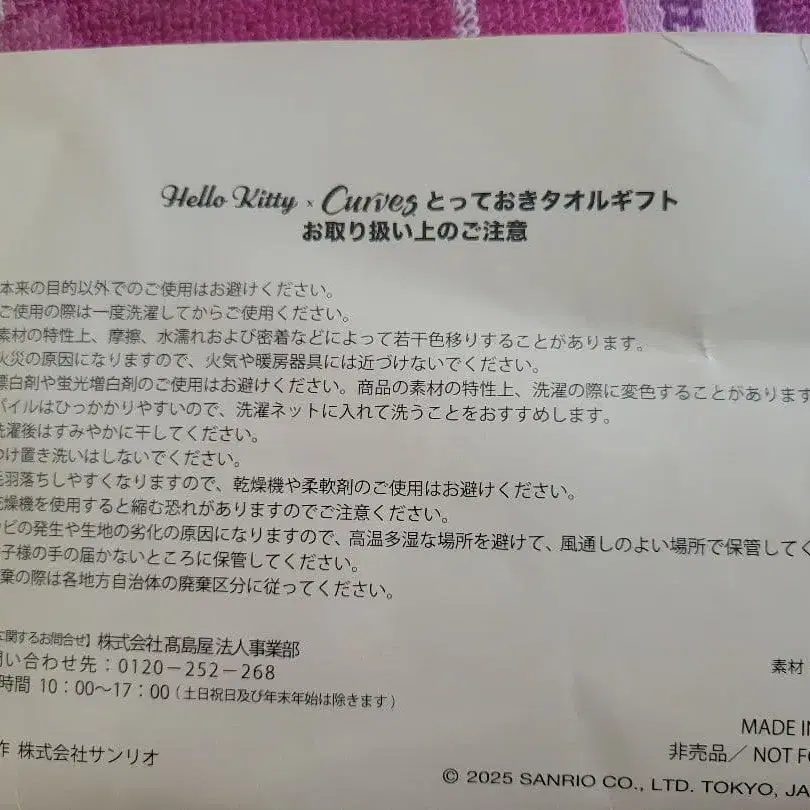 Hello Kitty × Curves とっておきタオルギフト
お取り扱い上のご注意
本来の目的以外でのご使用はお避けください。
ご使用の際は一度洗濯してからご使用ください。
素材の特性上、摩擦、水濡れおよび密着などによって若干色移りすることがあります。
火災の原因になりますので、火気や暖房器具には近づけないでください。
漂白剤や蛍光増白剤のご使用はお避けください。商品の素材の特性上、洗濯の際に変色することがあります
パイルはひっかかりやすいので、洗濯ネットに入れて洗うことをおすすめします。
洗濯後はすみやかに干してください。
つけ置き洗いはしないでください。
毛羽落ちしやすくなりますので、乾燥機や柔軟剤のご使用はお避けください。
乾燥機を使用すると縮む恐れがありますのでご注意ください。
カビの発生や生地の劣化の原因になりますので、高温多湿な場所を避けて、風通しのよい場所で保管してく
子様の手の届かないところに保管してください。
棄の際は各地方自治体の廃棄区分に従ってください。
に関するお問合せ】株式会社髙島屋 法人事業部
問い合わせ先：0120－252－268
時間 10：00〜17：00（土日祝日及び年末年始は除きます）
作 株式会社サンリオ
素材
MADE IN
非売品／NOT FO
© 2025 SANRIO CO., LTD. TOKYO, JA